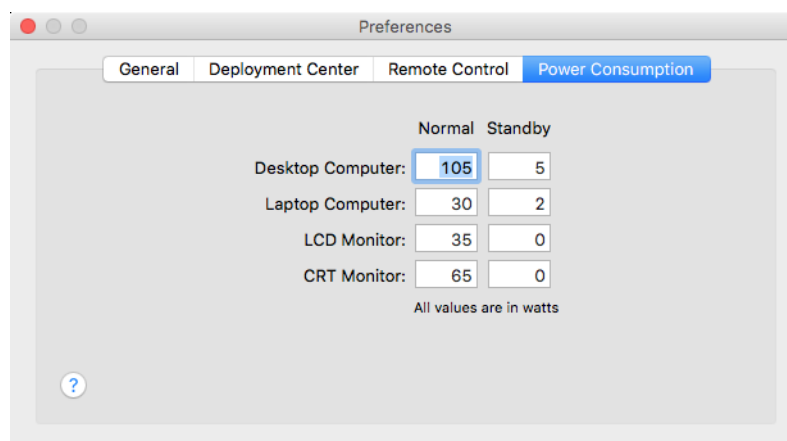 Preferences
General Deployment Center Remote Control Power Consumption
Normal Standby
Desktop Computer: 105 5
Laptop Computer: 30 2
LCD Monitor: 35 0
CRT Monitor: 65 0
All values are in watts
?